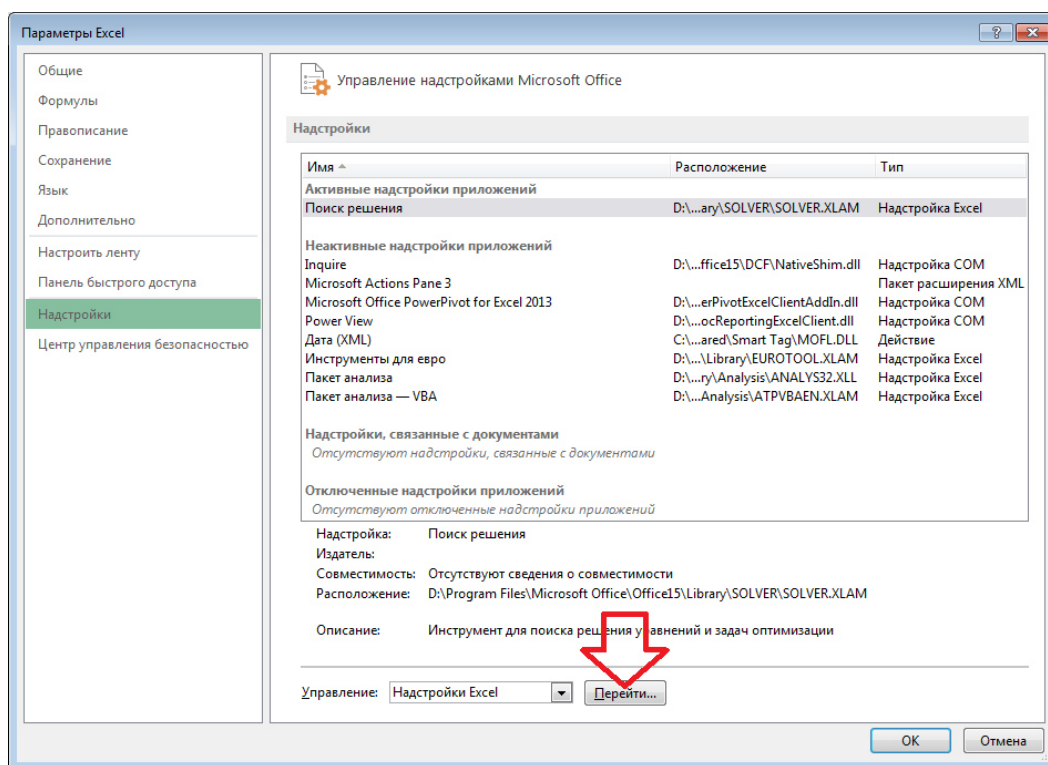 Параметры Excel
Общие
Формулы
Правописание
Сохранение
Язык
Дополнительно
Настроить ленту
Панель быстрого доступа
Надстройки
Центр управления безопасностью
Управление надстройками Microsoft Office
Надстройки
Имя Расположение Тип
Активные надстройки приложений
Поиск решения D:\...ary\SOLVER\SOLVER.XLAM Надстройка Excel
Неактивные надстройки приложений
Inquire D:\...ffice15\DCF\NativeShim.dll Надстройка COM
Microsoft Actions Pane 3 Пакет расширения XML
Microsoft Office PowerPivot for Excel 2013 D:\...erPivotExcelClientAddIn.dll Надстройка COM
Power View D:\...ocReportingExcelClient.dll Надстройка COM
Дата (XML) C:\...ared\Smart Tag\MOFL.DLL Действие
Инструменты для евро D:\...\Library\EUROTOOL.XLAM Надстройка Excel
Пакет анализа D:\...ry\Analysis\ANALYS32.XLL Надстройка Excel
Пакет анализа — VBA D:\...Analysis\ATPVBAEN.XLAM Надстройка Excel
Надстройки, связанные с документами
Отсутствуют надстройки, связанные с документами
Отключенные надстройки приложений
Отсутствуют отключенные надстройки приложений
Надстройка: Поиск решения
Издатель:
Совместимость: Отсутствуют сведения о совместимости
Расположение: D:\Program Files\Microsoft Office\Office15\Library\SOLVER\SOLVER.XLAM
Описание: Инструмент для поиска решения уравнений и задач оптимизации
Управление: Надстройки Excel Перейти...
ОК Отмена